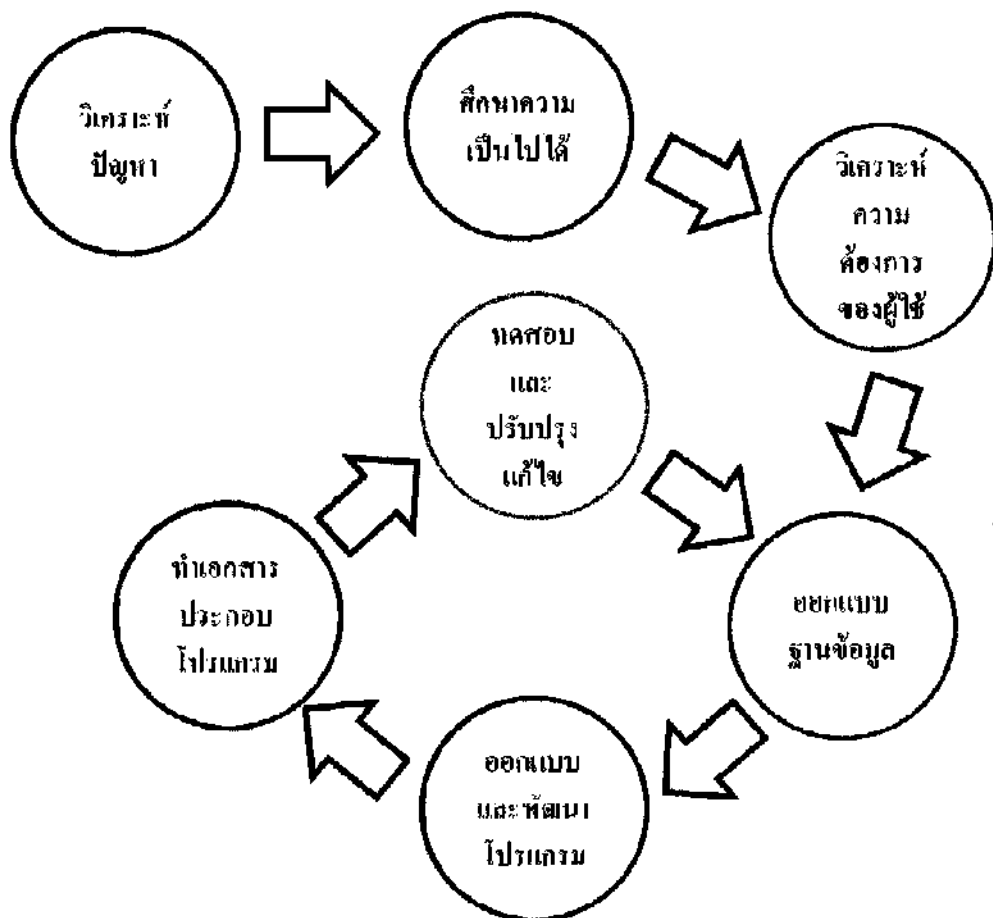 วิเคราะห์
ปัญหา
ศึกษาความ
เป็นไปได้
วิเคราะห์
ความ
ต้องการ
ของผู้ใช้
ออกแบบ
ฐานข้อมูล
ออกแบบ
และพัฒนา
โปรแกรม
ทำเอกสาร
ประกอบ
โปรแกรม
ทดสอบ
และ
ปรับปรุง
แก้ไข